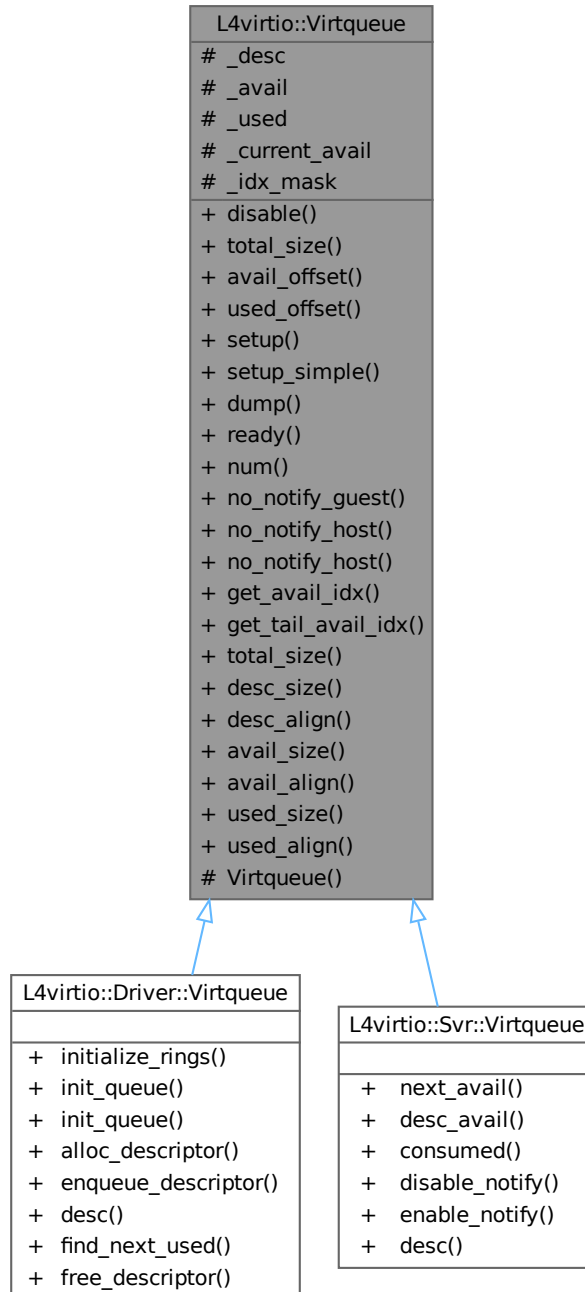 L4virtio::Virtqueue
# _desc
# _avail
# _used
# _current_avail
# _idx_mask
+ disable()
+ total_size()
+ avail_offset()
+ used_offset()
+ setup()
+ setup_simple()
+ dump()
+ ready()
+ num()
+ no_notify_guest()
+ no_notify_host()
+ no_notify_host()
+ get_avail_idx()
+ get_tail_avail_idx()
+ total_size()
+ desc_size()
+ desc_align()
+ avail_size()
+ avail_align()
+ used_size()
+ used_align()
# Virtqueue()
L4virtio::Driver::Virtqueue
+ initialize_rings()
+ init_queue()
+ init_queue()
+ alloc_descriptor()
+ enqueue_descriptor()
+ desc()
+ find_next_used()
+ free_descriptor()
L4virtio::Svr::Virtqueue
+ next_avail()
+ desc_avail()
+ consumed()
+ disable_notify()
+ enable_notify()
+ desc()